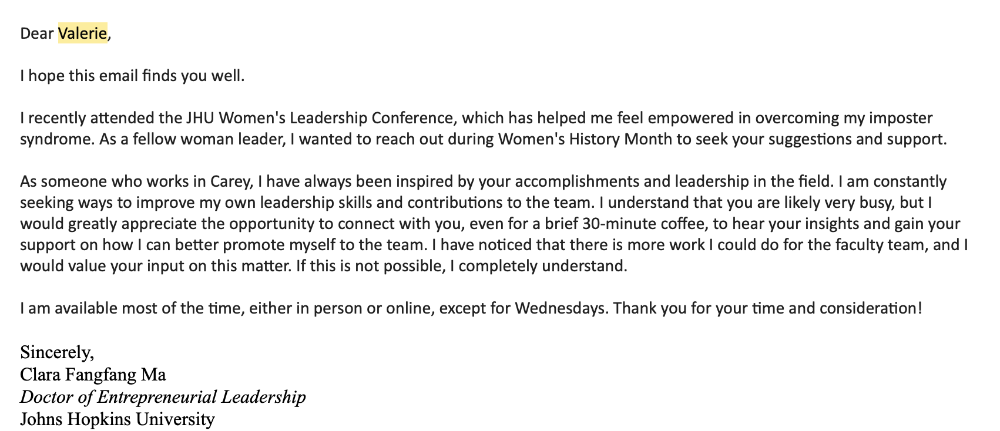 Dear Valerie,
I hope this email finds you well.
I recently attended the JHU Women's Leadership Conference, which has helped me feel empowered in overcoming my imposter
syndrome. As a fellow woman leader, I wanted to reach out during Women's History Month to seek your suggestions and support.
As someone who works in Carey, I have always been inspired by your accomplishments and leadership in the field. I am constantly
seeking ways to improve my own leadership skills and contributions to the team. I understand that you are likely very busy, but I
would greatly appreciate the opportunity to connect with you, even for a brief 30-minute coffee, to hear your insights and gain your
support on how I can better promote myself to the team. I have noticed that there is more work I could do for the faculty team, and I
would value your input on this matter. If this is not possible, I completely understand.
I am available most of the time, either in person or online, except for Wednesdays. Thank you for your time and consideration!
Sincerely,
Clara Fangfang Ma
Doctor of Entrepreneurial Leadership
Johns Hopkins University